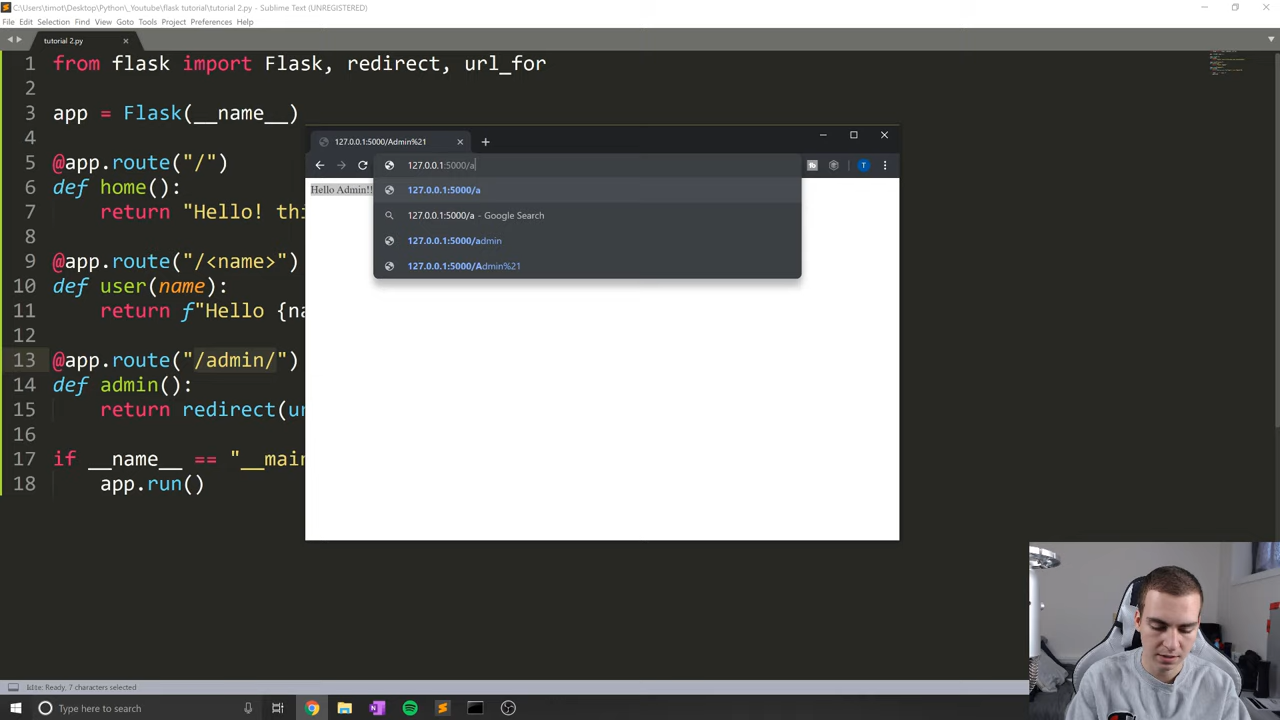 C:\Users\timot\Desktop\Python\_Youtube\flask tutorial\tutorial 2.py - Sublime Text (UNREGISTERED)
File Edit Selection Find View Goto Tools Project Preferences Help
tutorial 2.py
1 from flask import Flask, redirect, url_for
2
3 app = Flask(__name__)
4
5 @app.route("/")
6 def home():
7 return "Hello! thi
8
9 @app.route("/<name>")
10 def user(name):
11 return f"Hello {na
12
13 @app.route("/admin/")
14 def admin():
15 return redirect(ur
16
17 if __name__ == "__main
18 app.run()
127.0.0.1:5000/Admin%21
127.0.0.1:5000/a
T
Hello Admin!!
127.0.0.1:5000/a
127.0.0.1:5000/a - Google Search
127.0.0.1:5000/admin
127.0.0.1:5000/Admin%21
Ready, 7 characters selected
Type here to search